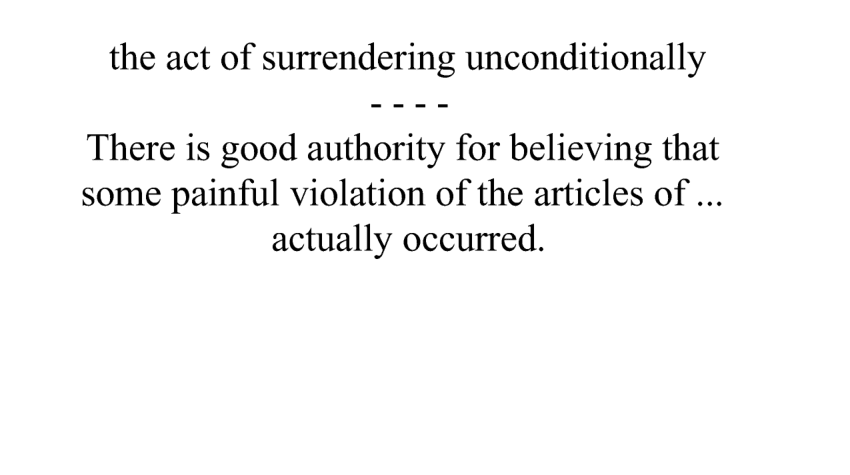 the act of surrendering unconditionally
- - - -
There is good authority for believing that
some painful violation of the articles of ...
actually occurred.